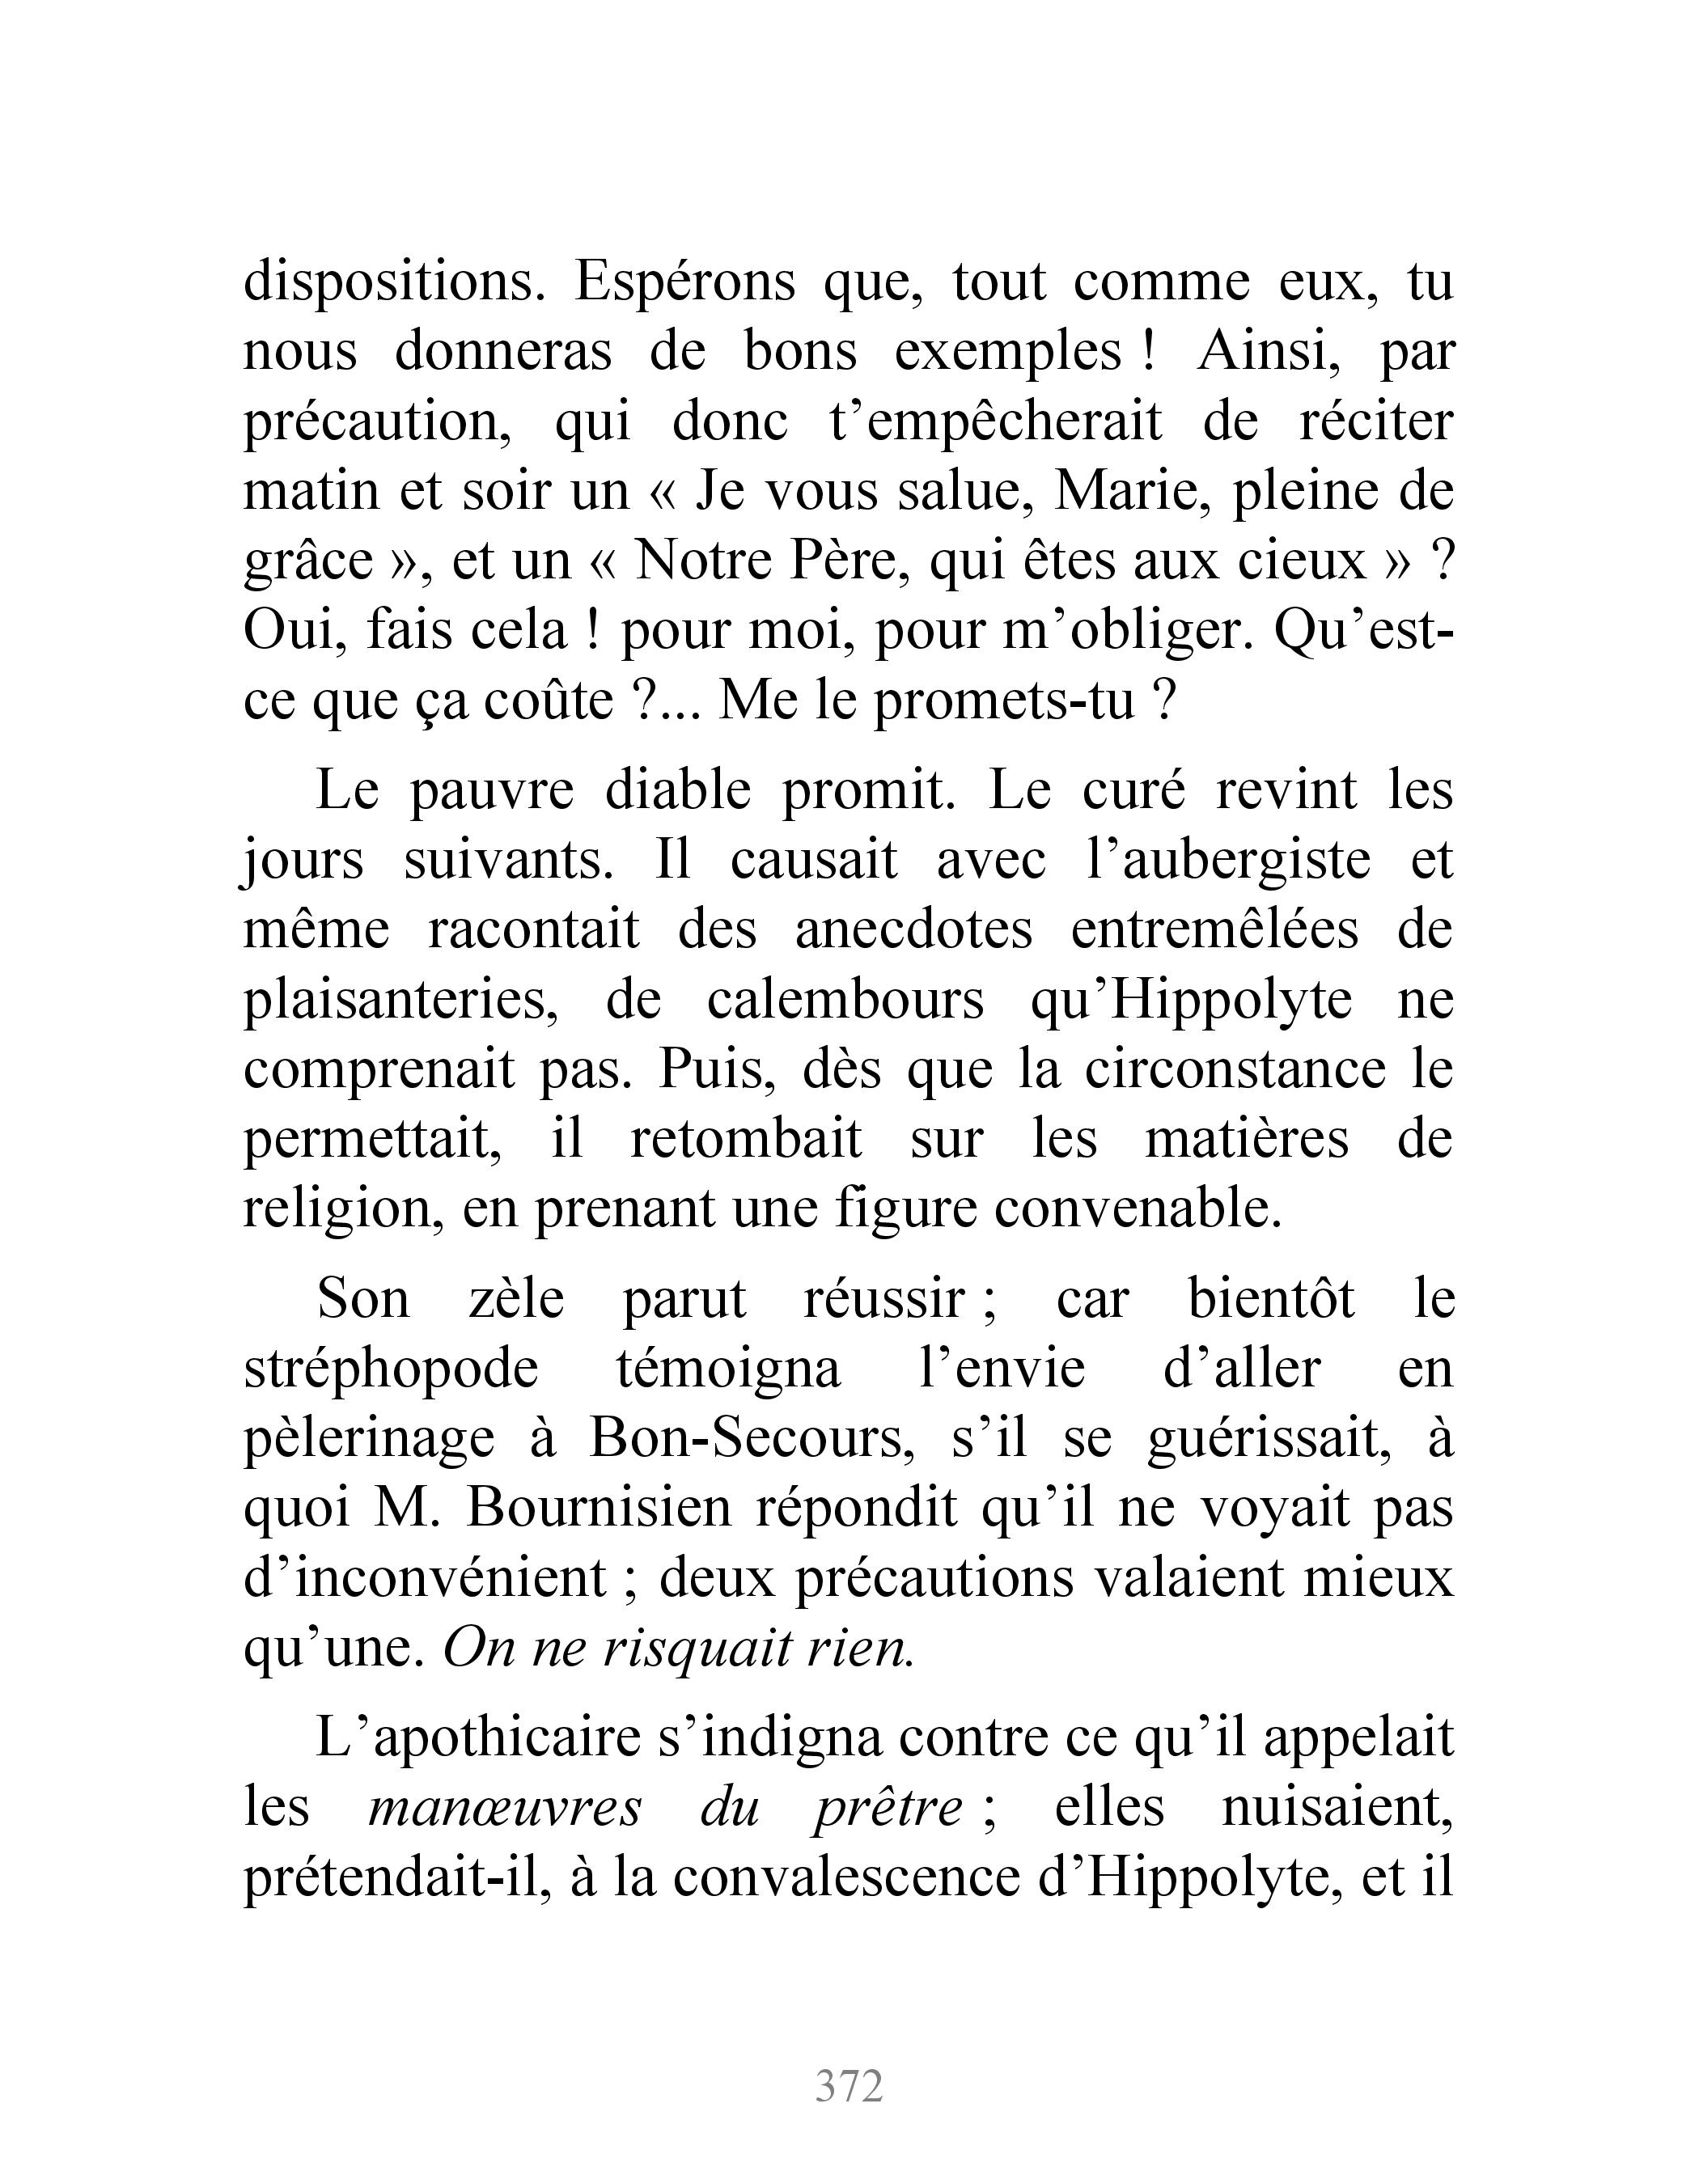 dispositions. Espérons que, tout comme eux, tu
nous donneras de bons exemples ! Ainsi, par
précaution, qui donc t’empêcherait de réciter
matin et soir un « Je vous salue, Marie, pleine de
grâce », et un « Notre Père, qui êtes aux cieux » ?
Oui, fais cela ! pour moi, pour m’obliger. Qu’est-
ce que ça coûte ?... Me le promets-tu ?
Le pauvre diable promit. Le curé revint les
jours suivants. Il causait avec l’aubergiste et
même racontait des anecdotes entremêlées de
plaisanteries, de calembours qu’Hippolyte ne
comprenait pas. Puis, dès que la circonstance le
permettait, il retombait sur les matières de
religion, en prenant une figure convenable.
Son zèle parut réussir ; car bientôt le
stréphopode témoigna l’envie d’aller en
pèlerinage à Bon-Secours, s’il se guérissait, à
quoi M. Bournisien répondit qu’il ne voyait pas
d’inconvénient ; deux précautions valaient mieux
qu’une. On ne risquait rien.
L’apothicaire s’indigna contre ce qu’il appelait
les manœuvres du prêtre ; elles nuisaient,
prétendait-il, à la convalescence d’Hippolyte, et il
372